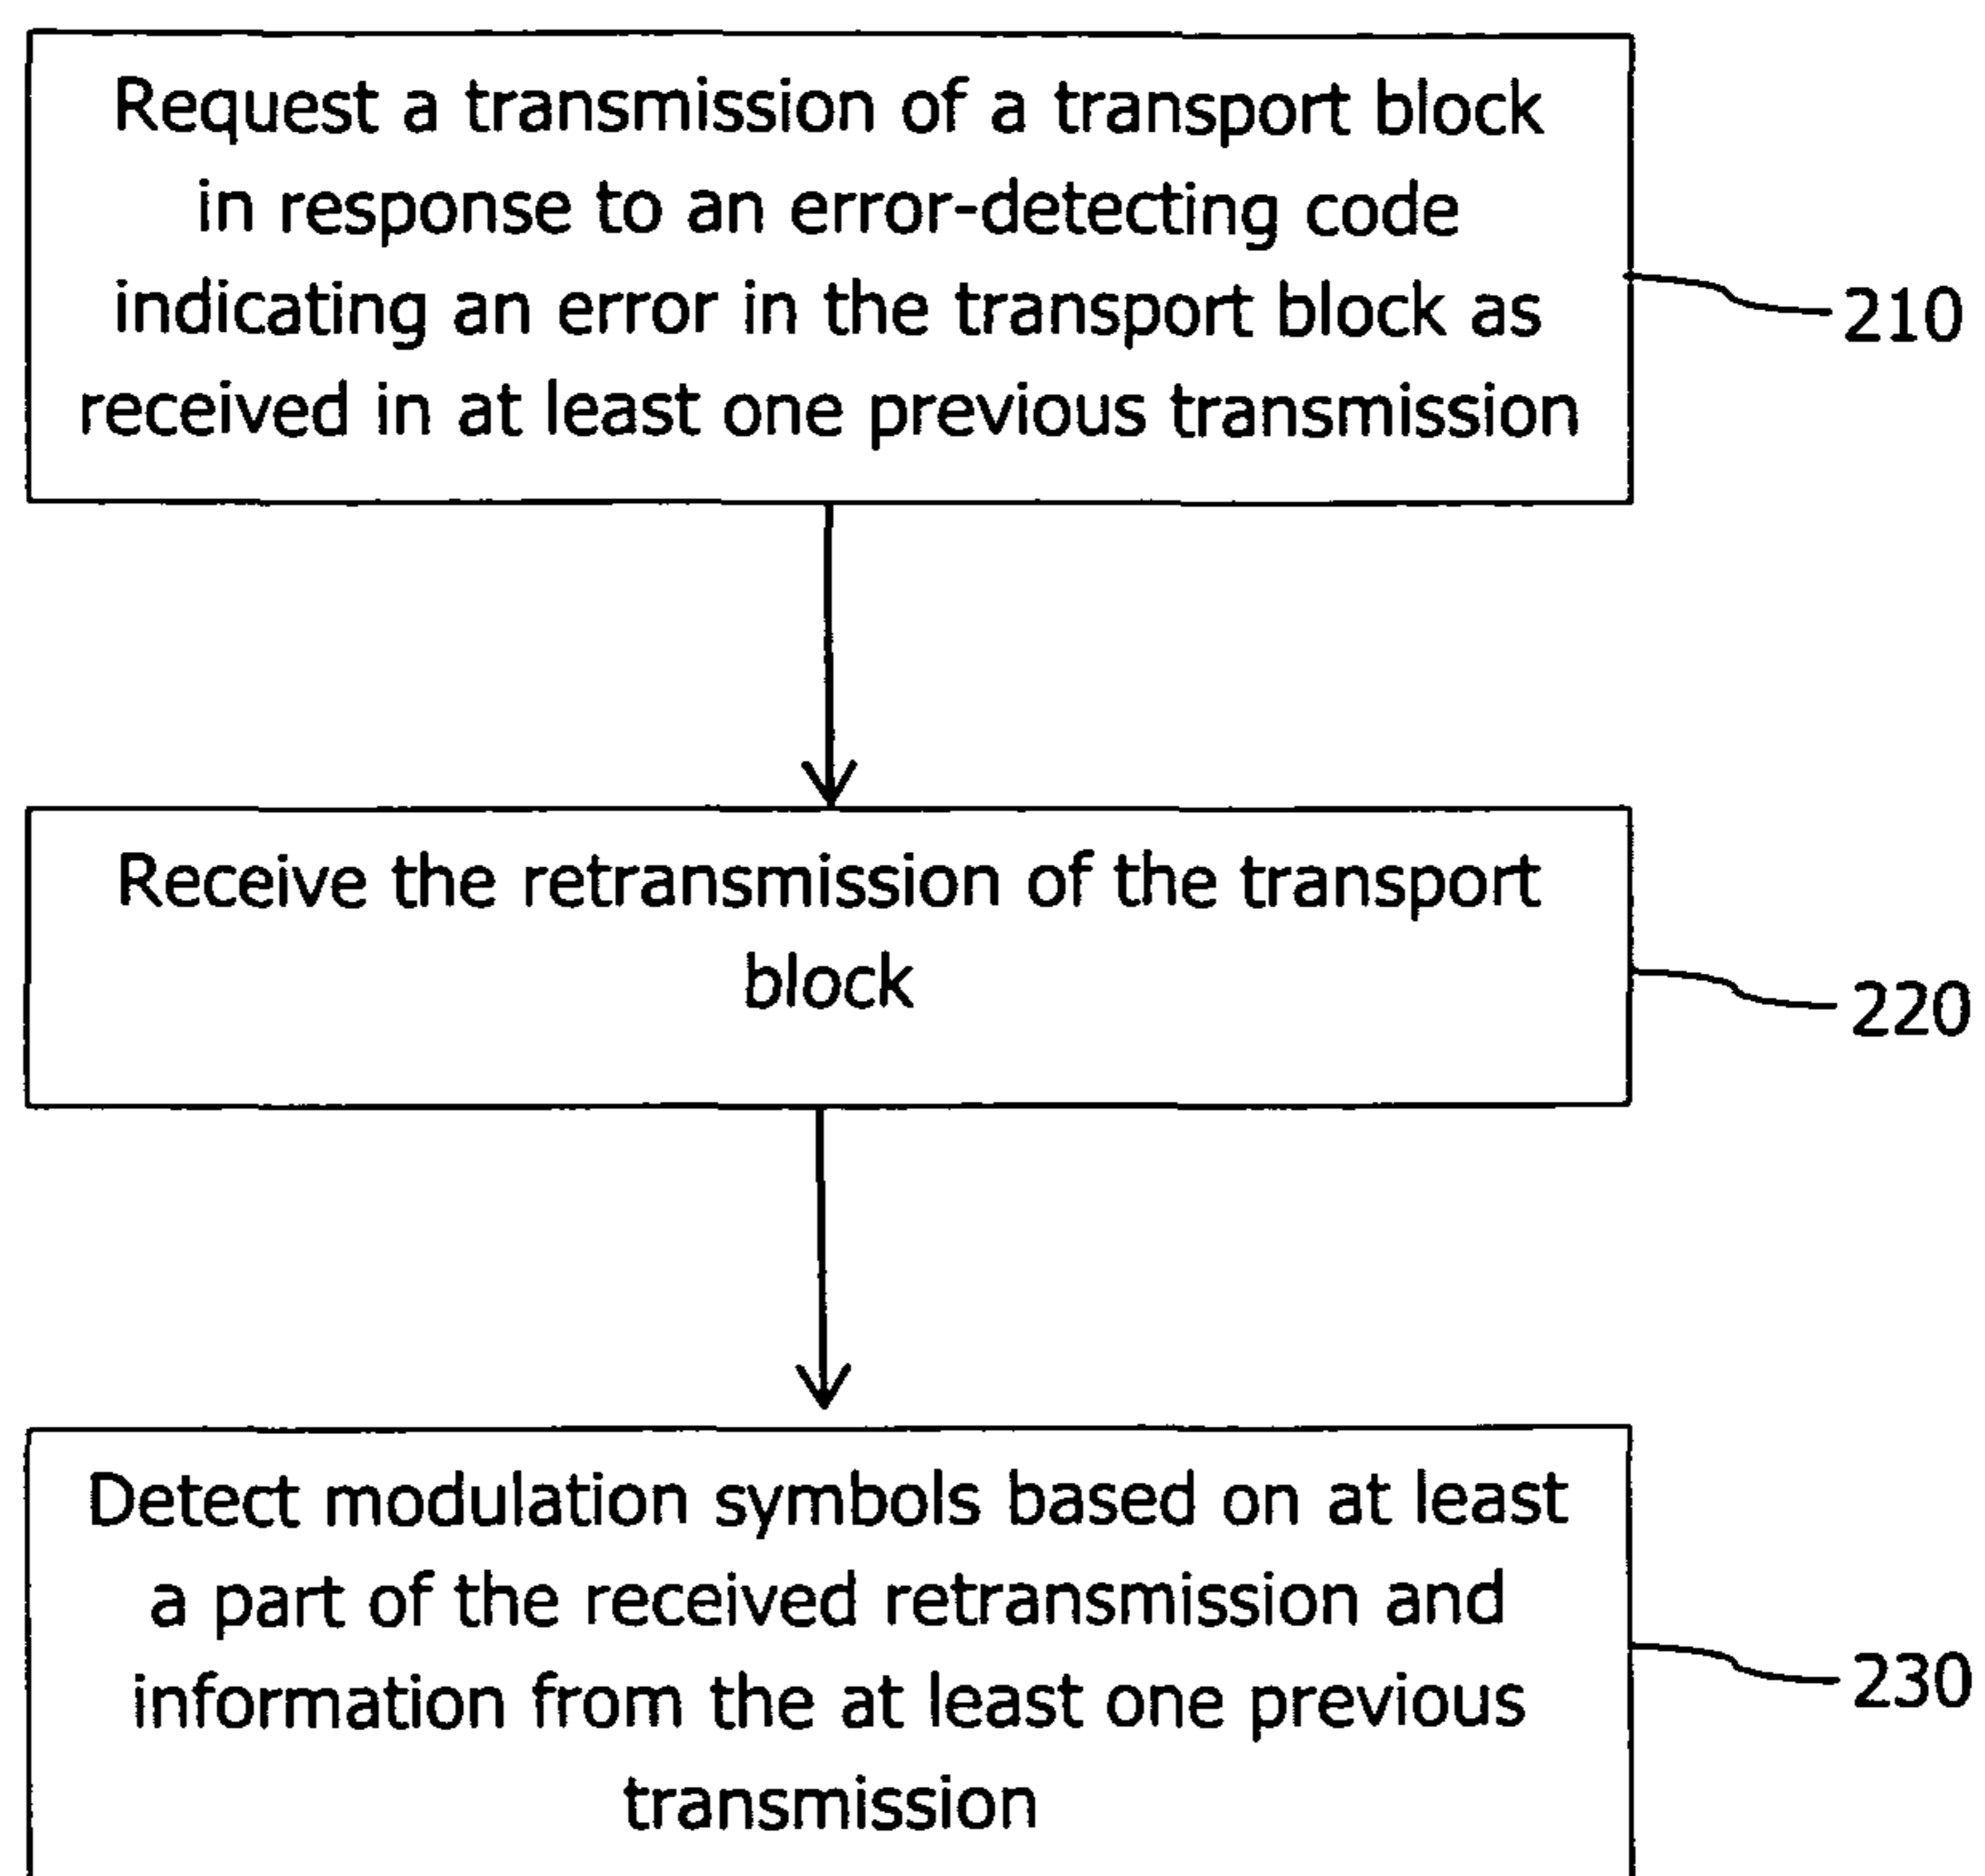 Request a transmission of a transport block
in response to an error-detecting code
indicating an error in the transport block as
received in at least one previous transmission
210
Receive the retransmission of the transport
block
220
Detect modulation symbols based on at least
a part of the received retransmission and
information from the at least one previous
transmission
230